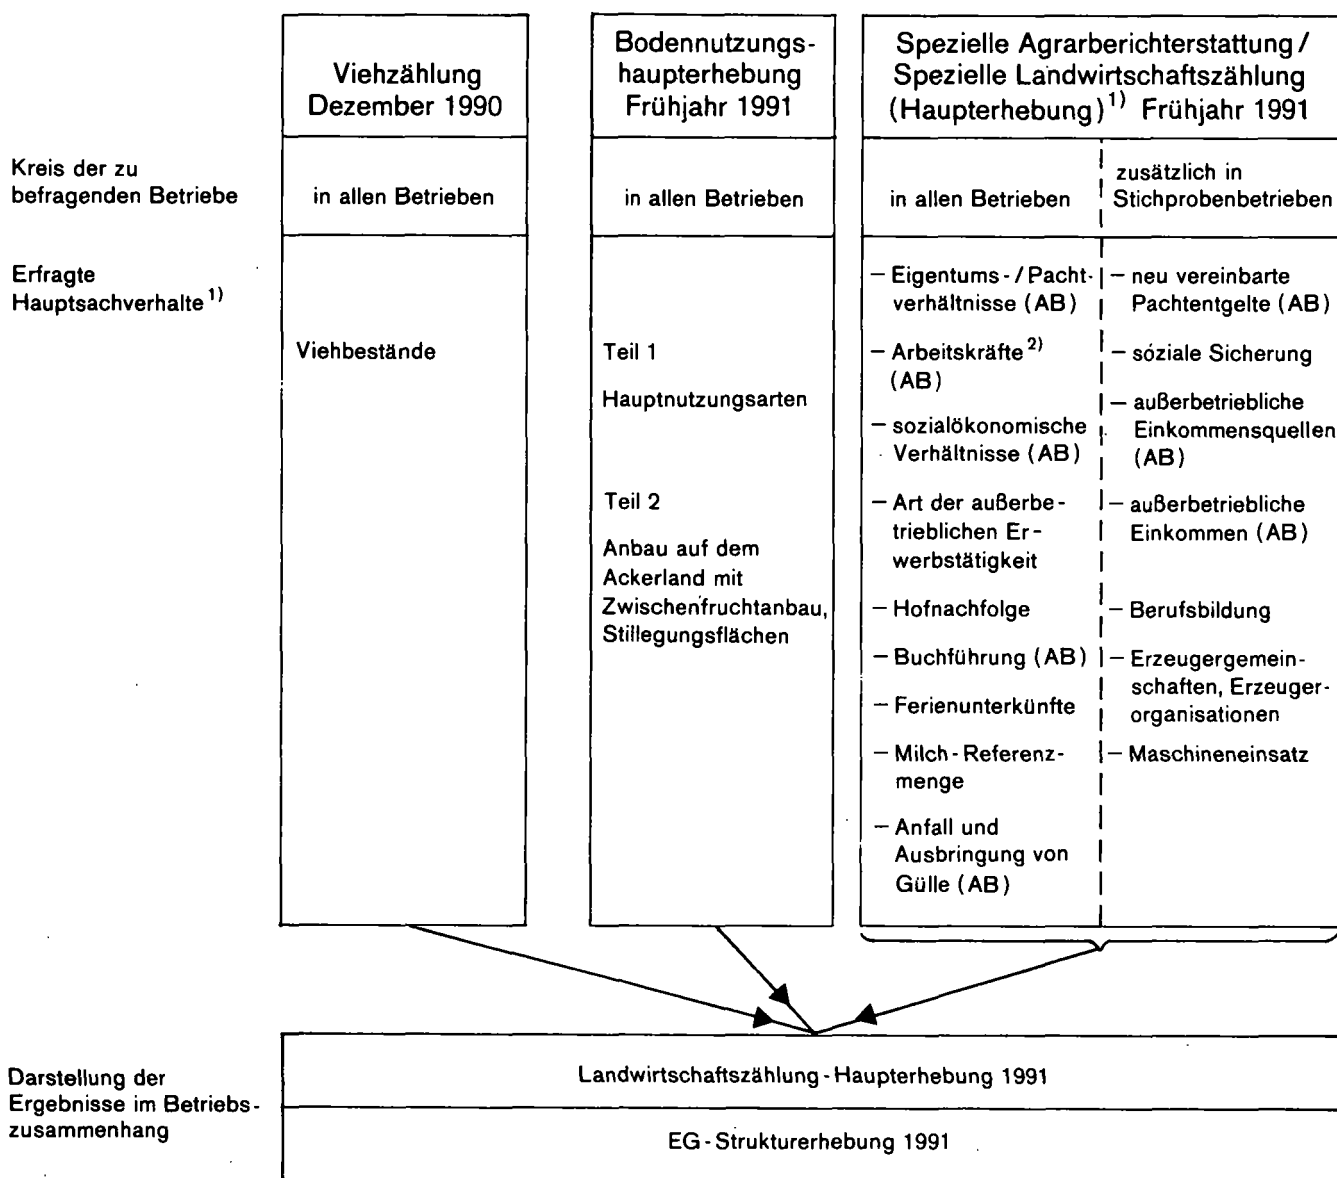 Viehzählung
Dezember 1990
Bodennutzungs-
haupterhebung
Frühjahr 1991
Spezielle Agrarberichterstattung /
Spezielle Landwirtschaftszählung
(Haupterhebung)1) Frühjahr 1991
Kreis der zu
befragenden Betriebe
in allen Betrieben
in allen Betrieben
in allen Betrieben
zusätzlich in
Stichprobenbetrieben
Erfragte
Hauptsachverhalte1)
Viehbestände
Teil 1
Hauptnutzungsarten
Teil 2
Anbau auf dem
Ackerland mit
Zwischenfruchtanbau,
Stillegungsflächen
– Eigentums- / Pacht-
verhältnisse (AB)
– Arbeitskräfte2)
(AB)
– sozialökonomische
Verhältnisse (AB)
– Art der außerbe-
trieblichen Er-
werbstätigkeit
– Hofnachfolge
– Buchführung (AB)
– Ferienunterkünfte
– Milch-Referenz-
menge
– Anfall und
Ausbringung von
Gülle (AB)
– neu vereinbarte
Pachtentgelte (AB)
– soziale Sicherung
– außerbetriebliche
Einkommensquellen
(AB)
– außerbetriebliche
Einkommen (AB)
– Berufsbildung
– Erzeugergemein-
schaften, Erzeuger-
organisationen
– Maschineneinsatz
Darstellung der
Ergebnisse im Betriebs-
zusammenhang
Landwirtschaftszählung-Haupterhebung 1991
EG-Strukturerhebung 1991